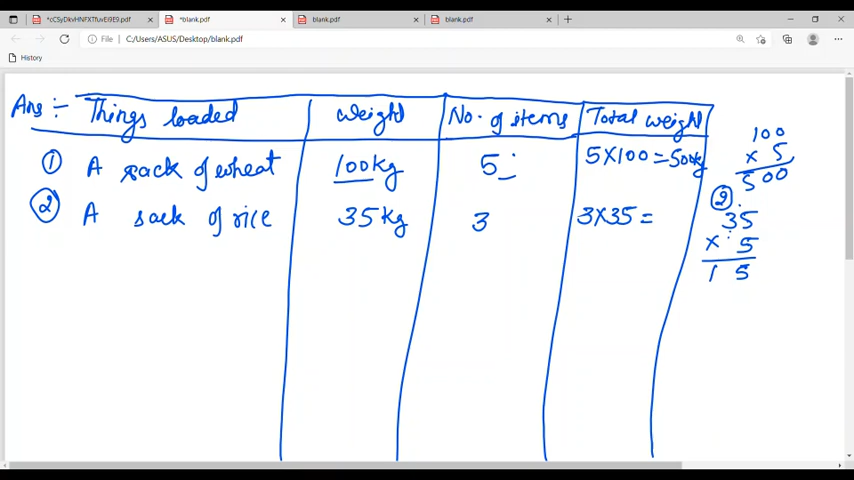 *cCSyDkvHNFXTfuvEi9E9.pdf
*blank.pdf
blank.pdf
blank.pdf
File
C:/Users/ASUS/Desktop/blank.pdf
History
Ans :- Things loaded weight No. of items Total weight
① A sack of wheat 100kg 5 5X100=500kg
② A sack of rice 35kg 3 3X35=
100
x 5
500
②
35
x 5
15